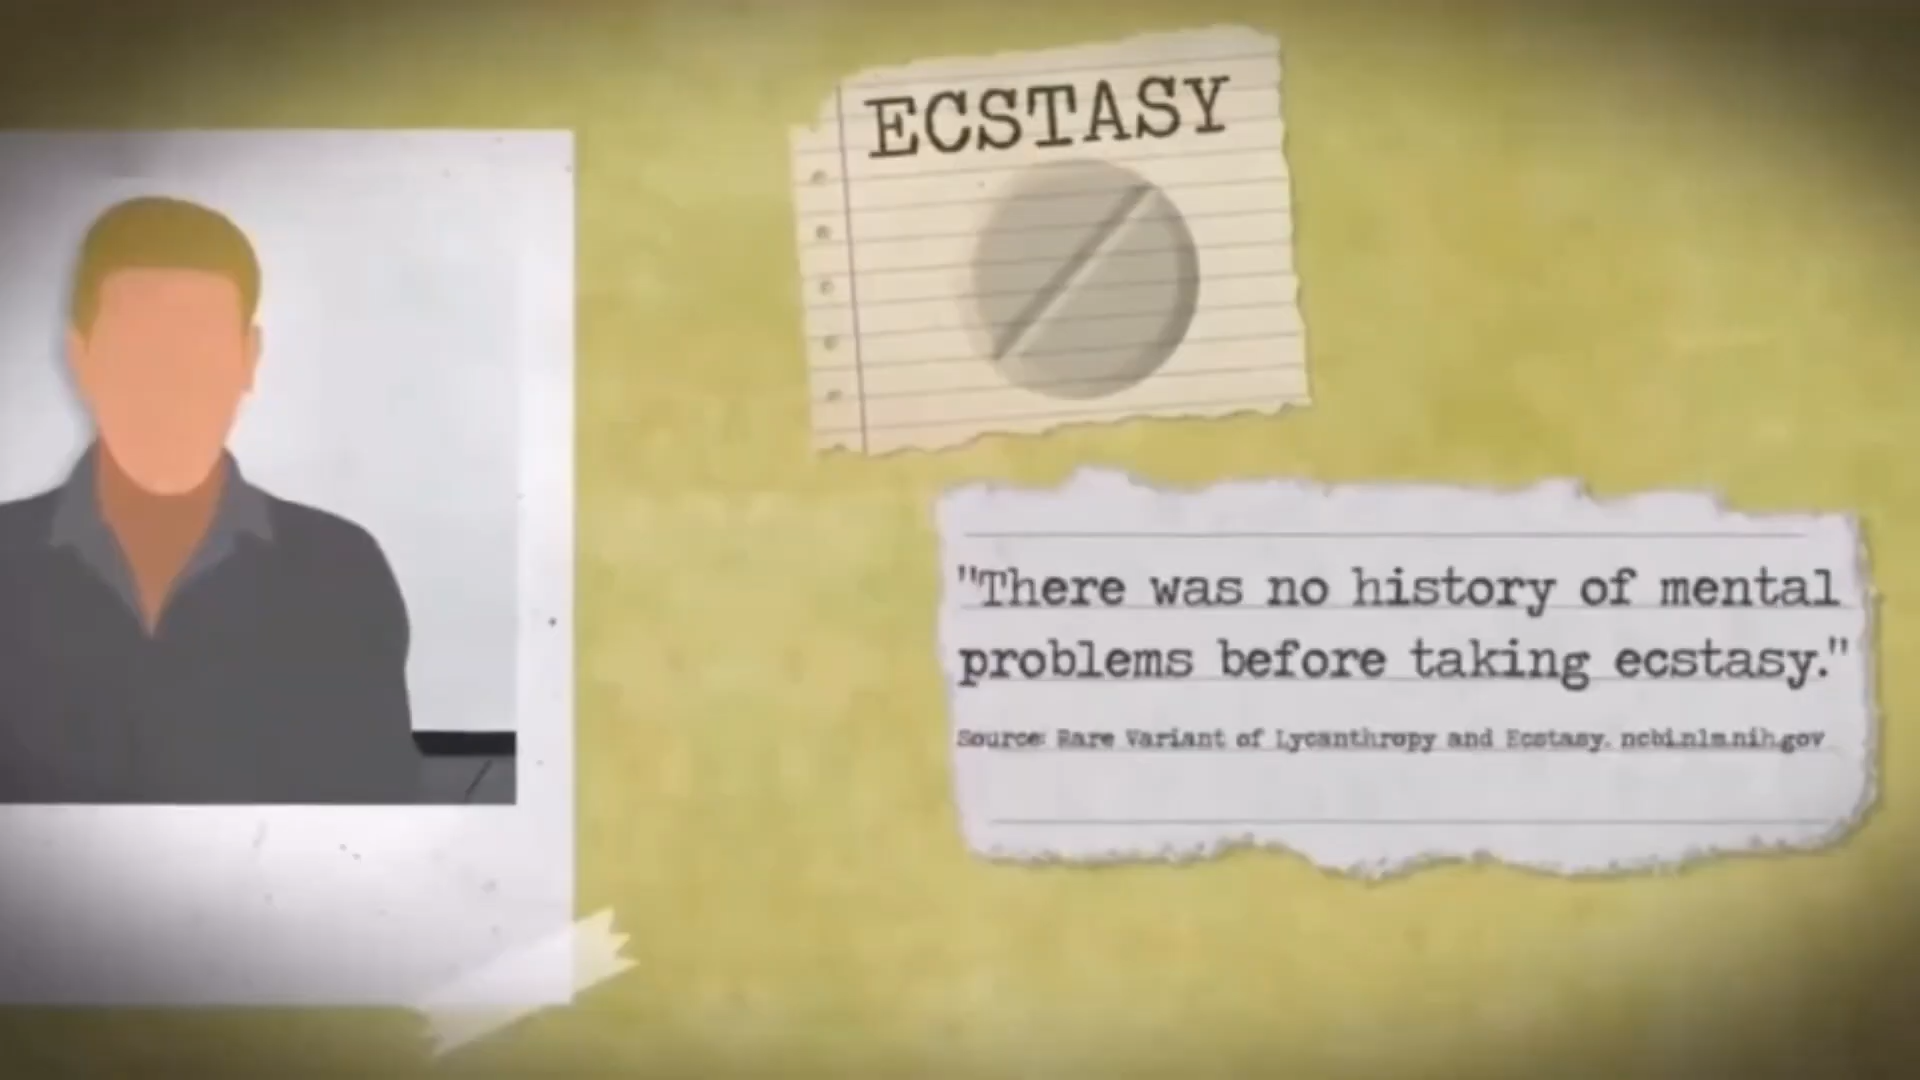 ECSTASY
"There was no history of mental
problems before taking ecstasy."
Source: Rare Variant of Lycanthropy and Ecstasy. ncbi.nlm.nih.gov